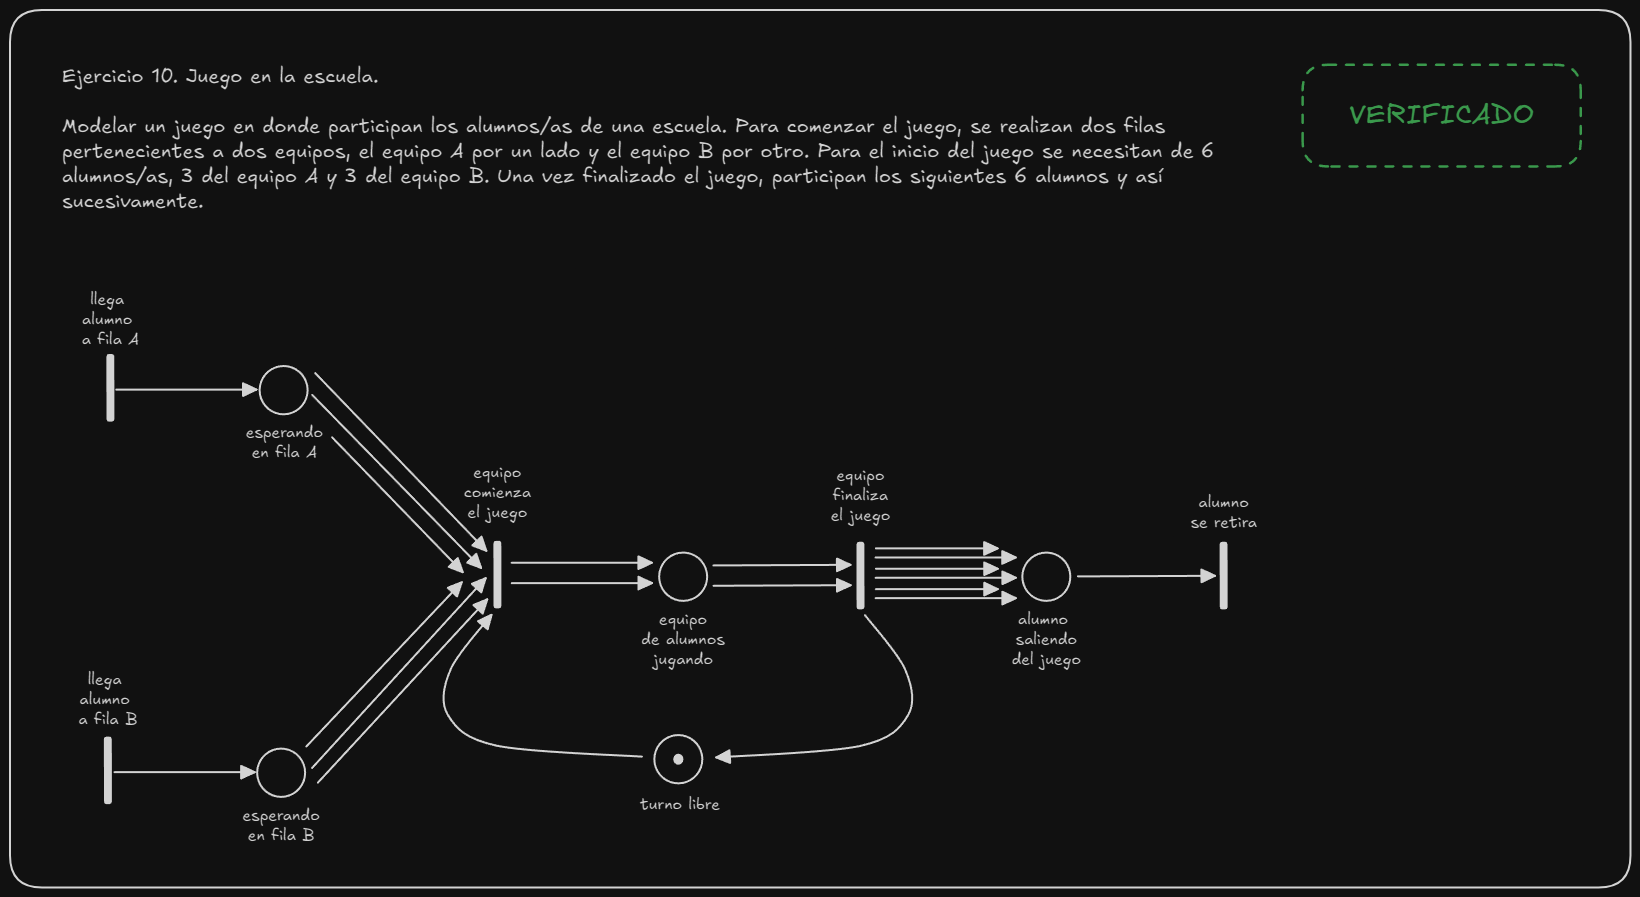 Ejercicio 10. Juego en la escuela.
VERIFICADO
Modelar un juego en donde participan los alumnos/as de una escuela. Para comenzar el juego, se realizan dos filas
pertenecientes a dos equipos, el equipo A por un lado y el equipo B por otro. Para el inicio del juego se necesitan de 6
alumnos/as, 3 del equipo A y 3 del equipo B. Una vez finalizado el juego, participan los siguientes 6 alumnos y así
sucesivamente.
llega
alumno
a fila A
esperando
en fila A
equipo
comienza
el juego
equipo
finaliza
el juego
alumno
se retira
equipo
de alumnos
jugando
alumno
saliendo
del juego
llega
alumno
a fila B
esperando
en fila B
turno libre